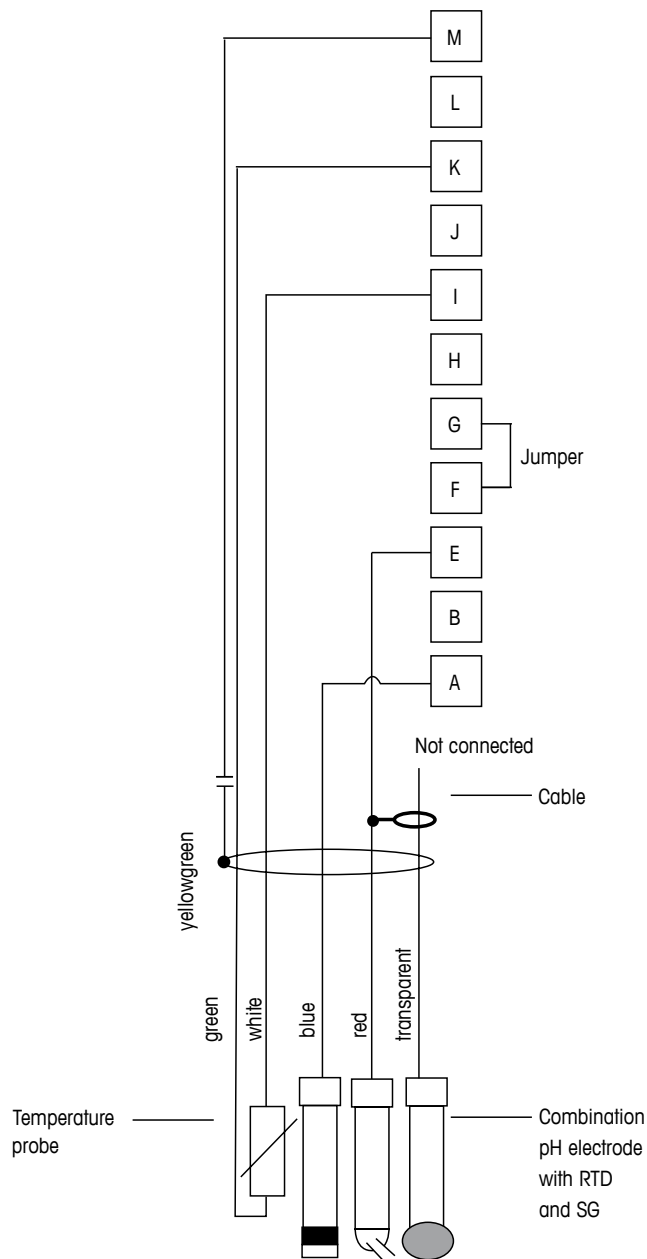 M
L
K
J
I
H
G
Jumper
F
E
B
A
Not connected
Cable
yellowgreen
green
white
blue
red
transparent
Temperature
probe
Combination
pH electrode
with RTD
and SG